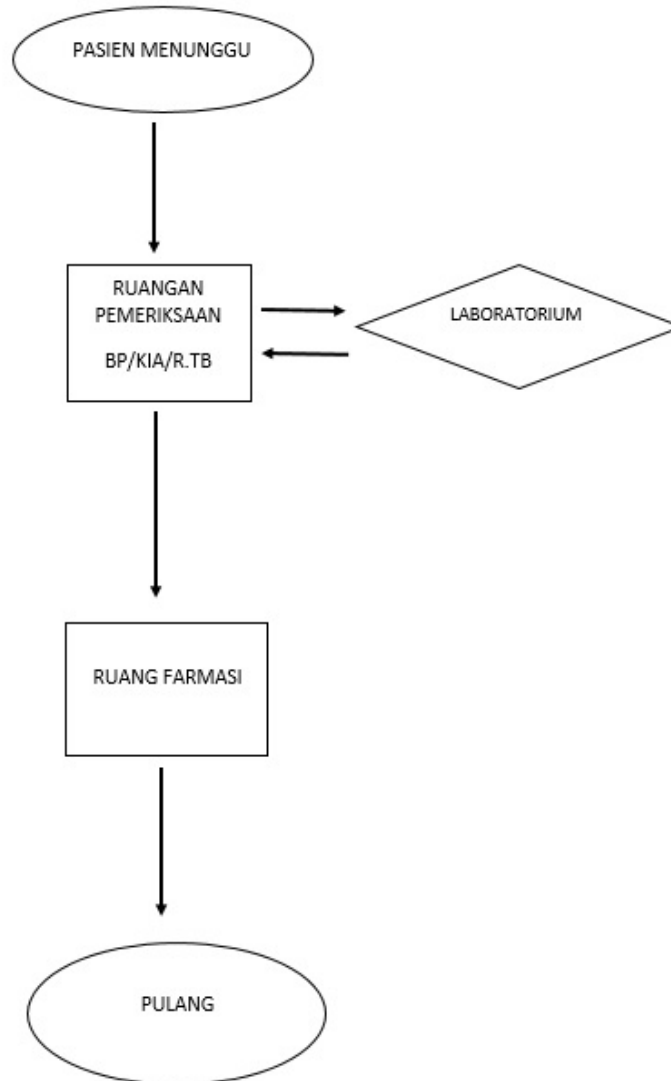 PASIEN MENUNGGU
RUANGAN
PEMERIKSAAN
BP/KIA/R.TB
LABORATORIUM
RUANG FARMASI
PULANG